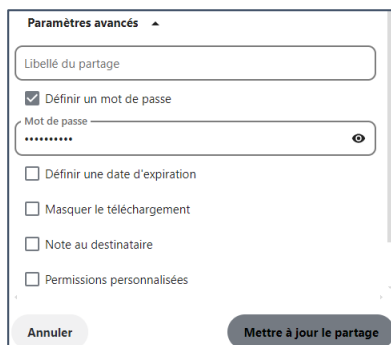 Paramètres avancés
Libellé du partage
Définir un mot de passe
Mot de passe
••••••••••
Définir une date d'expiration
Masquer le téléchargement
Note au destinataire
Permissions personnalisées
Annuler
Mettre à jour le partage